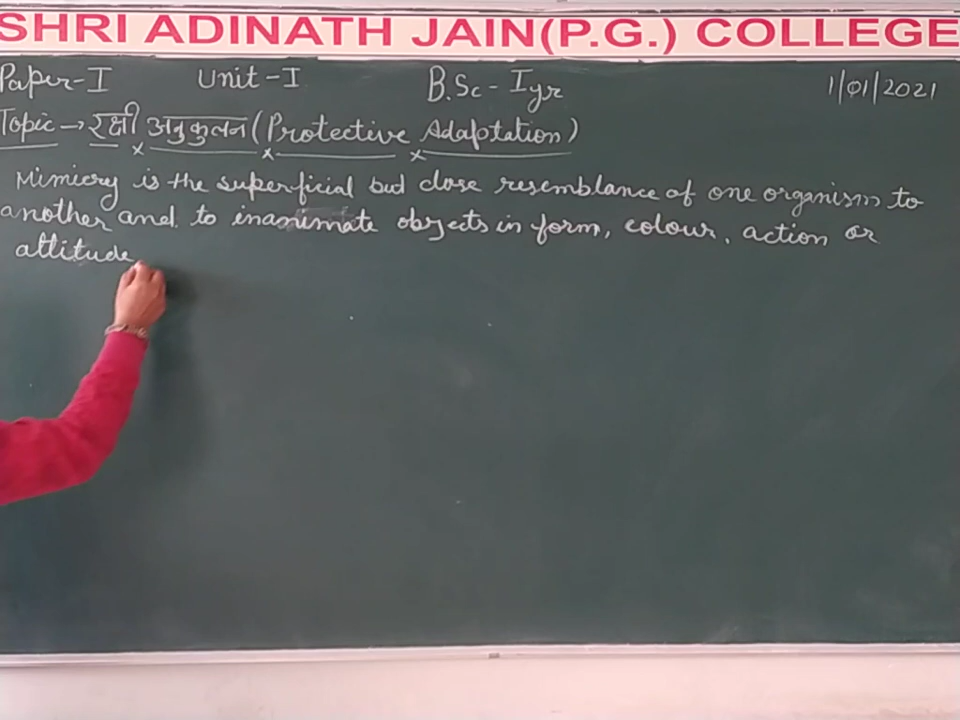 SHRI ADINATH JAIN(P.G.) COLLEGE
Paper-I Unit-I B.Sc-Iyr 1/01/2021
Topic → रक्षी अनुकुलन (Protective Adaptation)
Mimicry is the superficial but close resemblance of one organism to
another and to inanimate objects in form, colour, action or
attitude